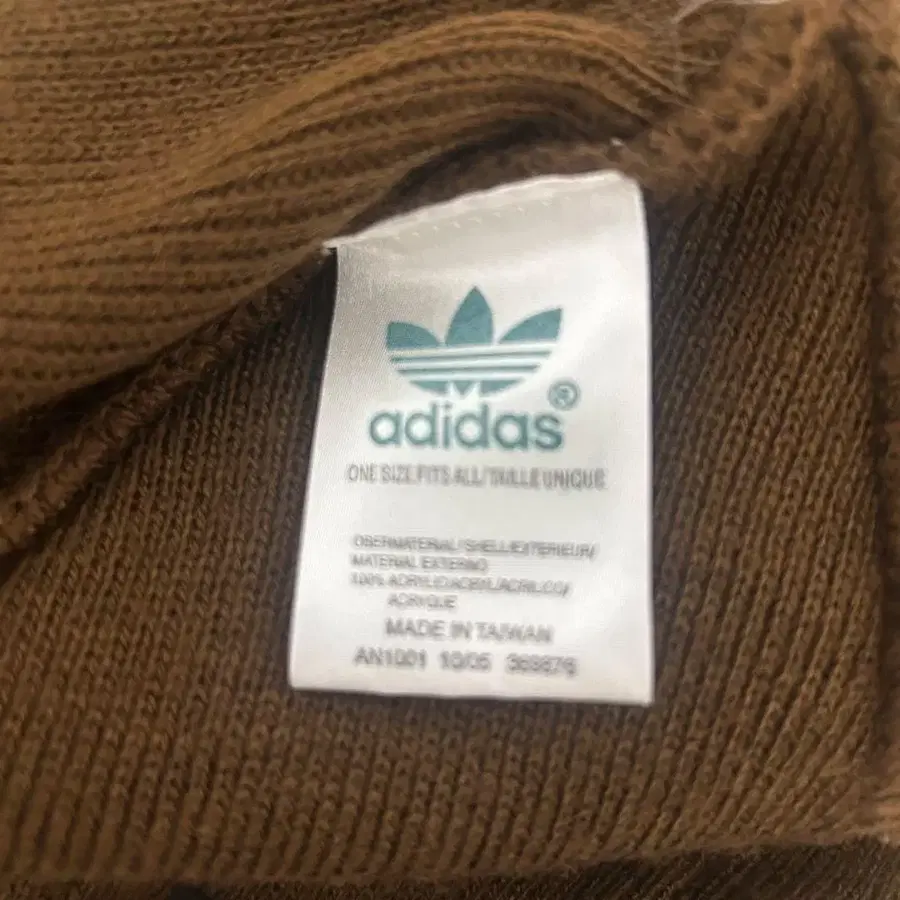 adidas®
ONE SIZE FITS ALL/TAILLE UNIQUE
OBERMATERIAL/SHELL/EXTERIEUR/
MATERIAL EXTERNO
100% ACRYLIC/ACRYL/ACRILICO/
ACRYLIQUE
MADE IN TAIWAN
AN1001 10/05